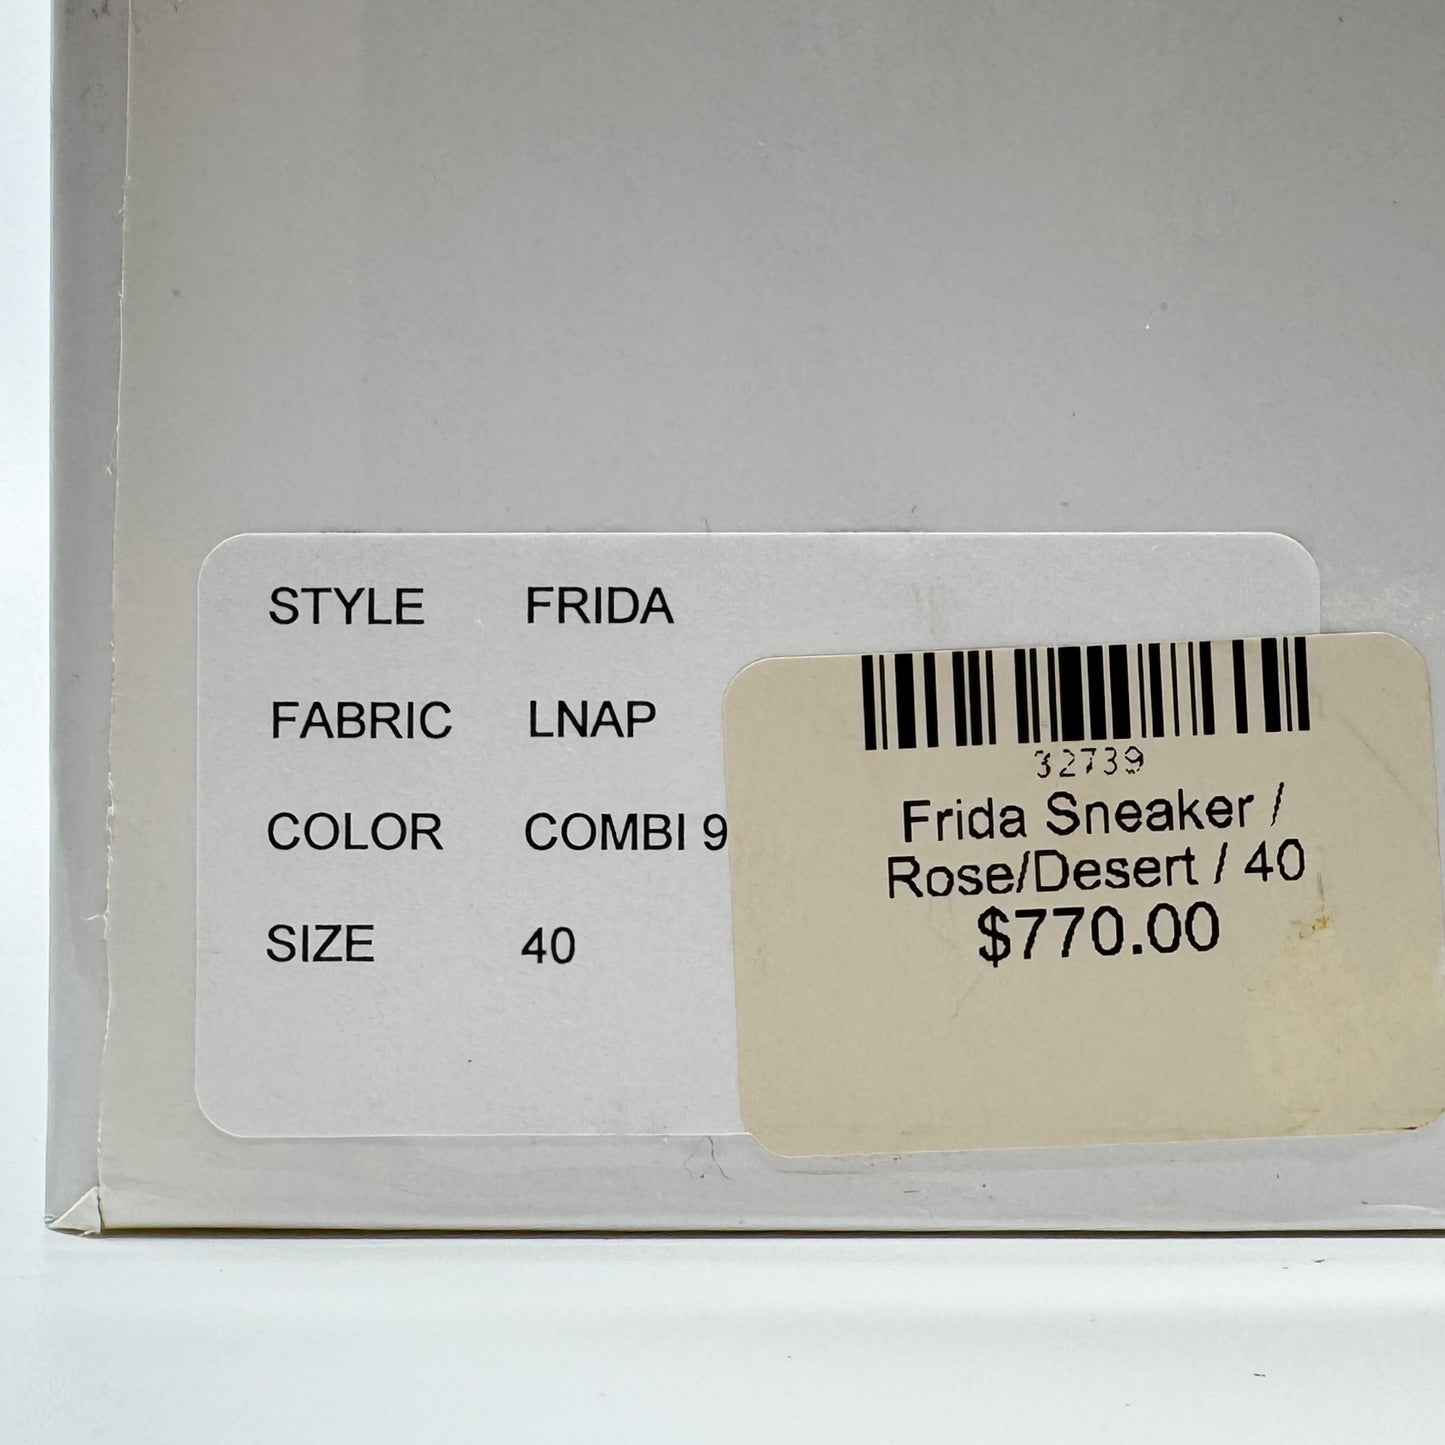 STYLE FRIDA
FABRIC LNAP
COLOR COMBI 9
SIZE 40
32739
Frida Sneaker /
Rose/Desert / 40
$770.00